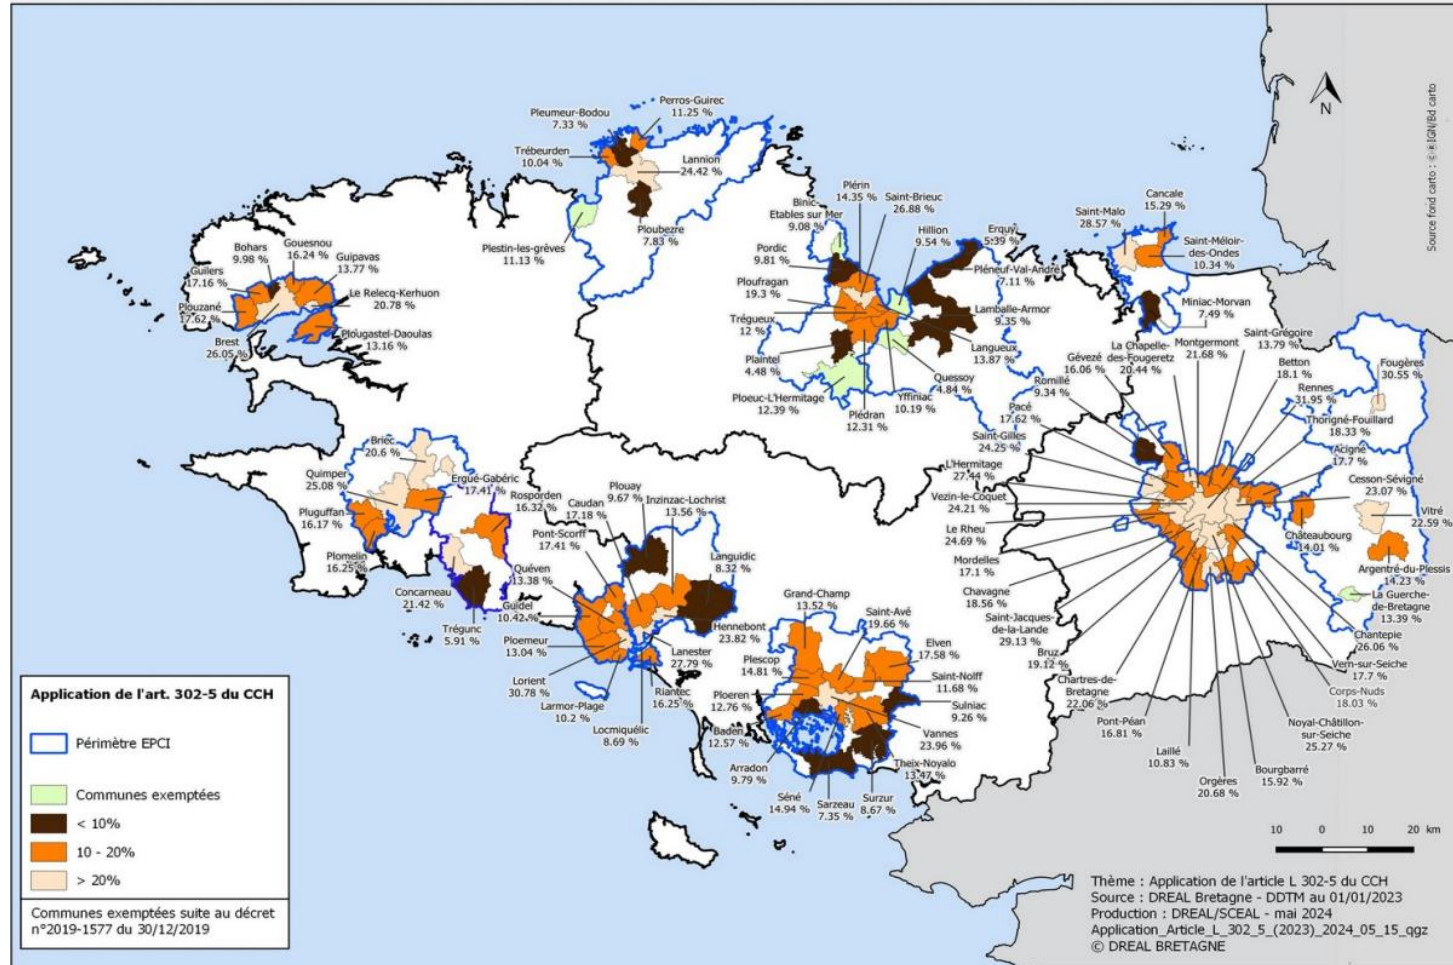 Source fond carto : © ®IGN/Bd carto
N
Perros-Guirec
11.25 %
Pleumeur-Bodou
7.33 %
Trébeurden
10.04 %
Lannion
24.42 %
Ploubezre
7.83 %
Plestin-les-grèves
11.13 %
Bohars
9.98 %
Gouesnou
16.24 %
Guipavas
13.77 %
Guilers
17.16 %
Le Relecq-Kerhuon
20.78 %
Plouzané
17.62 %
Plougastel-Daoulas
13.16 %
Brest
26.05 %
Plérin
14.35 %
Saint-Brieuc
26.88 %
Binic-
Etables sur Mer
9.08 %
Hillion
9.54 %
Erquy
5.39 %
Pordic
9.81 %
Pléneuf-Val-André
7.11 %
Ploufragan
19.3 %
Lamballe-Armor
9.35 %
Trégueux
12 %
Langueux
13.87 %
Plaintel
4.48 %
Quessoy
4.84 %
Ploeuc-L'Hermitage
12.39 %
Yffiniac
10.19 %
Plédran
12.31 %
Cancale
15.29 %
Saint-Malo
28.57 %
Saint-Méloir-
des-Ondes
10.34 %
Miniac-Morvan
7.49 %
Saint-Grégoire
13.79 %
Montgermont
21.68 %
La Chapelle-
des-Fougeretz
20.44 %
Betton
18.1 %
Gévezé
16.06 %
Rennes
31.95 %
Romillé
9.34 %
Fougères
30.55 %
Thorigné-Fouillard
18.33 %
Pacé
17.62 %
Acigné
17.7 %
Saint-Gilles
24.25 %
Cesson-Sévigné
23.07 %
L'Hermitage
27.44 %
Vitré
22.59 %
Vezin-le-Coquet
24.21 %
Châteaubourg
14.01 %
Le Rheu
24.69 %
Argentré-du-Plessis
14.23 %
Mordelles
17.1 %
La Guerche-
de-Bretagne
13.39 %
Chavagne
18.56 %
Chantepie
26.06 %
Saint-Jacques-
de-la-Lande
29.13 %
Vern-sur-Seiche
17.7 %
Bruz
19.12 %
Corps-Nuds
18.03 %
Chartres-de-
Bretagne
22.06 %
Noyal-Châtillon
-sur-Seiche
25.27 %
Pont-Péan
16.81 %
Bourgbarré
15.92 %
Laillé
10.83 %
Orgères
20.68 %
Briec
20.6 %
Quimper
25.08 %
Ergué-Gabéric
17.41 %
Pluguffan
16.17 %
Rosporden
16.32 %
Plomelin
16.25 %
Concarneau
21.42 %
Trégunc
5.91 %
Plouay
9.67 %
Inzinzac-Lochrist
13.56 %
Caudan
17.18 %
Pont-Scorff
17.41 %
Languidic
8.32 %
Quéven
13.38 %
Guidel
10.42 %
Hennebont
23.82 %
Ploemeur
13.04 %
Lanester
27.79 %
Lorient
30.78 %
Riantec
16.25 %
Larmor-Plage
10.2 %
Locmiquélic
8.69 %
Grand-Champ
13.52 %
Saint-Avé
19.66 %
Elven
17.58 %
Plescop
14.81 %
Saint-Nolff
11.68 %
Ploeren
12.76 %
Sulniac
9.26 %
Baden
12.57 %
Vannes
23.96 %
Arradon
9.79 %
Theix-Noyalo
13.47 %
Séné
14.94 %
Sarzeau
7.35 %
Surzur
8.67 %
Application de l'art. 302-5 du CCH
Périmètre EPCI
Communes exemptées
< 10%
10 - 20%
> 20%
Communes exemptées suite au décret
n°2019-1577 du 30/12/2019
10 0 10 20 km
Thème : Application de l'article L 302-5 du CCH
Source : DREAL Bretagne - DDTM au 01/01/2023
Production : DREAL/SCEAL - mai 2024
Application_Article_L_302_5_(2023)_2024_05_15_qgz
© DREAL BRETAGNE